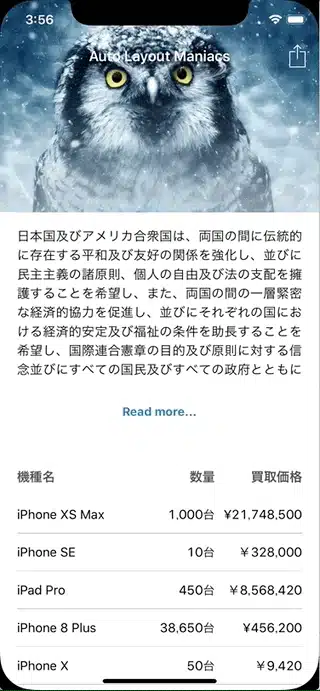 3:56
Auto Layout Maniacs
日本国及びアメリカ合衆国は、両国の間に伝統的
に存在する平和及び友好の関係を強化し、並びに
民主主義の諸原則、個人の自由及び法の支配を擁
護することを希望し、また、両国の間の一層緊密
な経済的協力を促進し、並びにそれぞれの国にお
ける経済的安定及び福祉の条件を助長することを
希望し、国際連合憲章の目的及び原則に対する信
念並びにすべての国民及びすべての政府とともに
Read more...
機種名 数量 買取価格
iPhone XS Max 1,000台 ¥21,748,500
iPhone SE 10台 ￥328,000
iPad Pro 450台 ￥8,568,420
iPhone 8 Plus 38,650台 ¥456,200
iPhone X 50台 ￥9,420